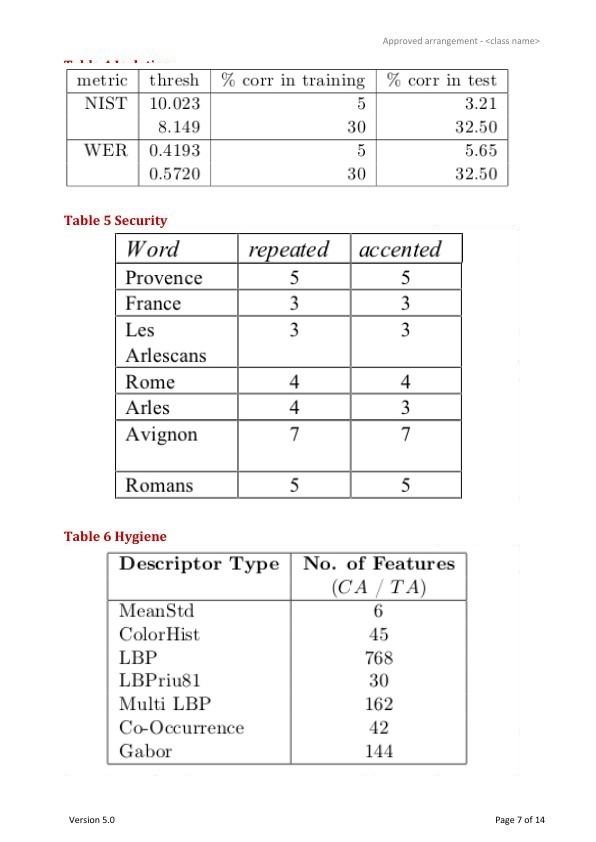 Approved arrangement - <class name>
metric thresh % corr in training % corr in test
NIST 10.023 5 3.21
8.149 30 32.50
WER 0.4193 5 5.65
0.5720 30 32.50
Table 5 Security
Word repeated accented
Provence 5 5
France 3 3
Les 3 3
Arlescans
Rome 4 4
Arles 4 3
Avignon 7 7
Romans 5 5
Table 6 Hygiene
Descriptor Type No. of Features
(CA / TA)
MeanStd 6
ColorHist 45
LBP 768
LBPriu81 30
Multi LBP 162
Co-Occurrence 42
Gabor 144
Version 5.0 Page 7 of 14